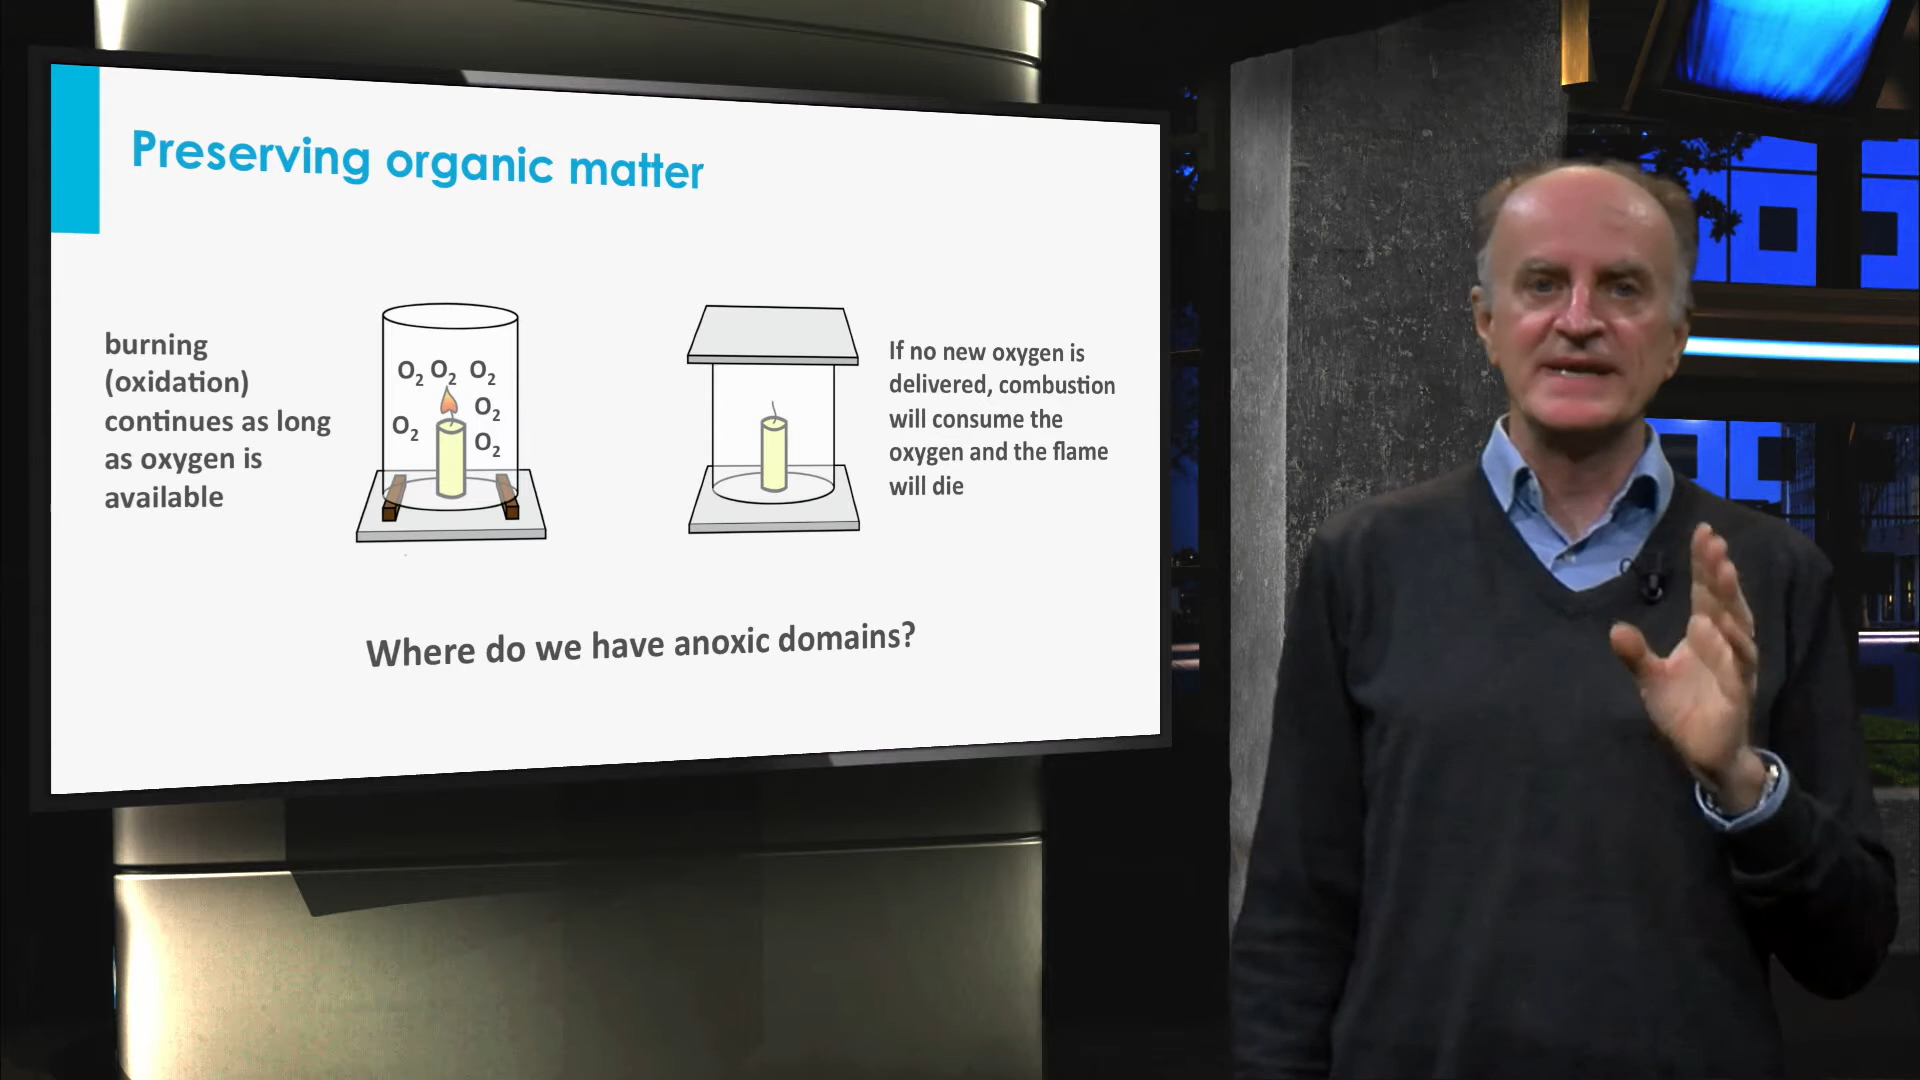 Preserving organic matter
burning
(oxidation)
continues as long
as oxygen is
available
O₂ O₂ O₂
O₂
O₂
O₂
If no new oxygen is
delivered, combustion
will consume the
oxygen and the flame
will die
Where do we have anoxic domains?